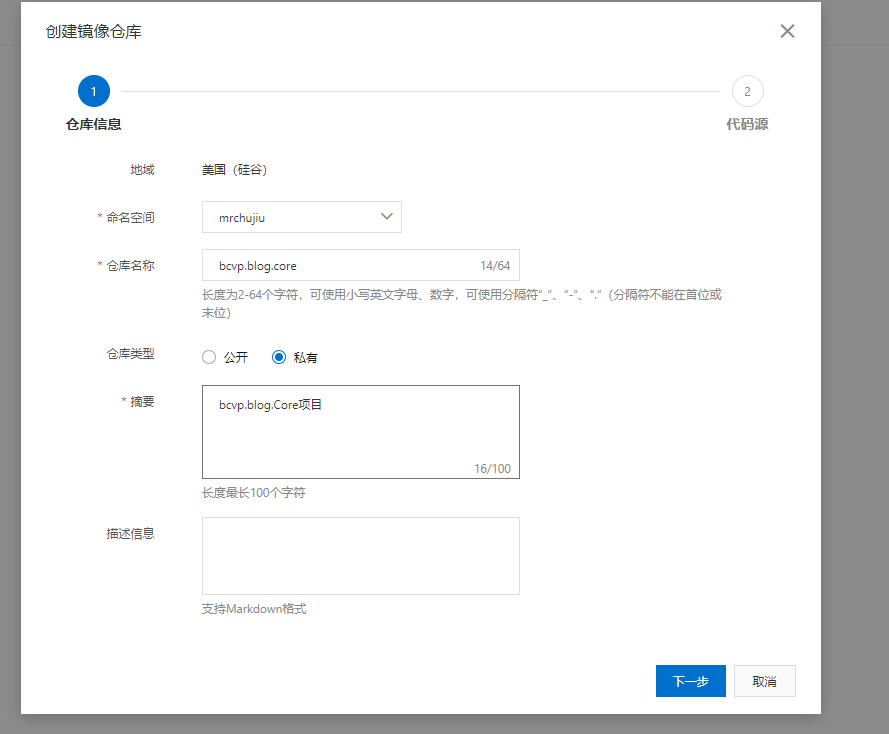 创建镜像仓库
1
2
仓库信息
代码源
地域
美国（硅谷）
* 命名空间
mrchujiu
* 仓库名称
bcvp.blog.core
14/64
长度为2-64个字符，可使用小写英文字母、数字，可使用分隔符“_”、“-”、“.”（分隔符不能在首位或
末位）
仓库类型
公开
私有
* 摘要
bcvp.blog.Core项目
16/100
长度最长100个字符
描述信息
支持Markdown格式
下一步
取消